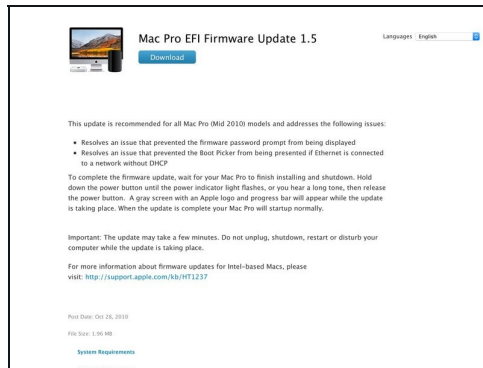 Mac Pro EFI Firmware Update 1.5
Languages English
Download
This update is recommended for all Mac Pro (Mid 2010) models and addresses the following issues:
• Resolves an issue that prevented the firmware password prompt from being displayed
• Resolves an issue that prevented the Boot Picker from being presented if Ethernet is connected
to a network without DHCP
To complete the firmware update, wait for your Mac Pro to finish installing and shutdown. Hold
down the power button until the power indicator light flashes, or you hear a long tone, then release
the power button. A gray screen with an Apple logo and progress bar will appear while the update
is taking place. When the update is complete your Mac Pro will startup normally.
Important: The update may take a few minutes. Do not unplug, shutdown, restart or disturb your
computer while the update is taking place.
For more information about firmware updates for Intel-based Macs, please
visit: http://support.apple.com/kb/HT1237
Post Date: Oct 28, 2010
File Size: 1.96 MB
System Requirements